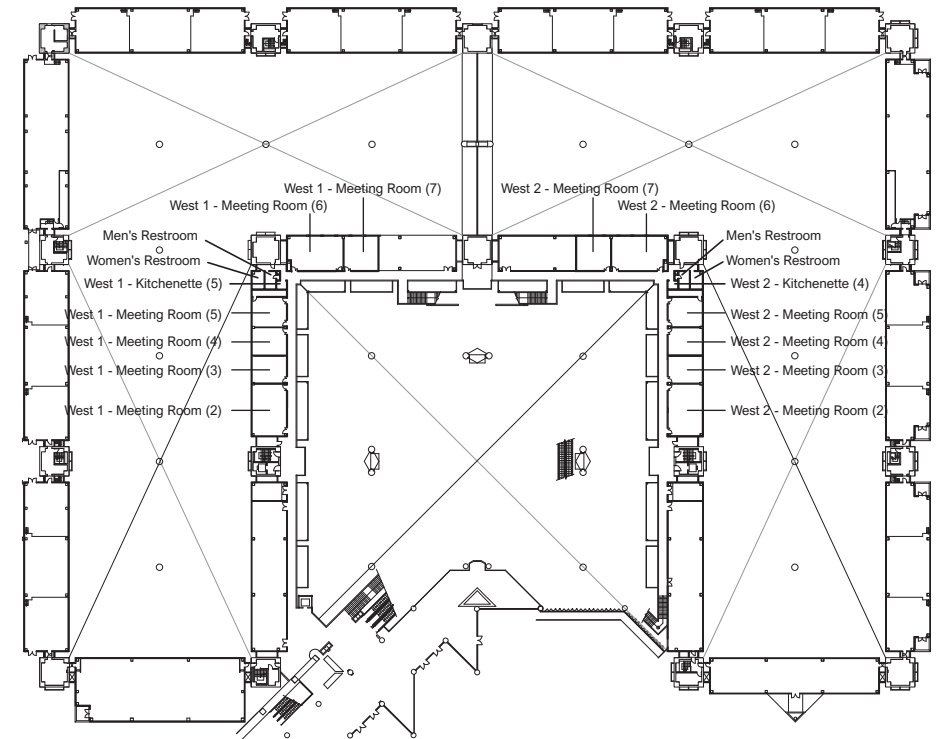 West 1 - Meeting Room (7)
West 1 - Meeting Room (6)
Men's Restroom
Women's Restroom
West 1 - Kitchenette (5)
West 1 - Meeting Room (5)
West 1 - Meeting Room (4)
West 1 - Meeting Room (3)
West 1 - Meeting Room (2)
West 2 - Meeting Room (7)
West 2 - Meeting Room (6)
Men's Restroom
Women's Restroom
West 2 - Kitchenette (4)
West 2 - Meeting Room (5)
West 2 - Meeting Room (4)
West 2 - Meeting Room (3)
West 2 - Meeting Room (2)